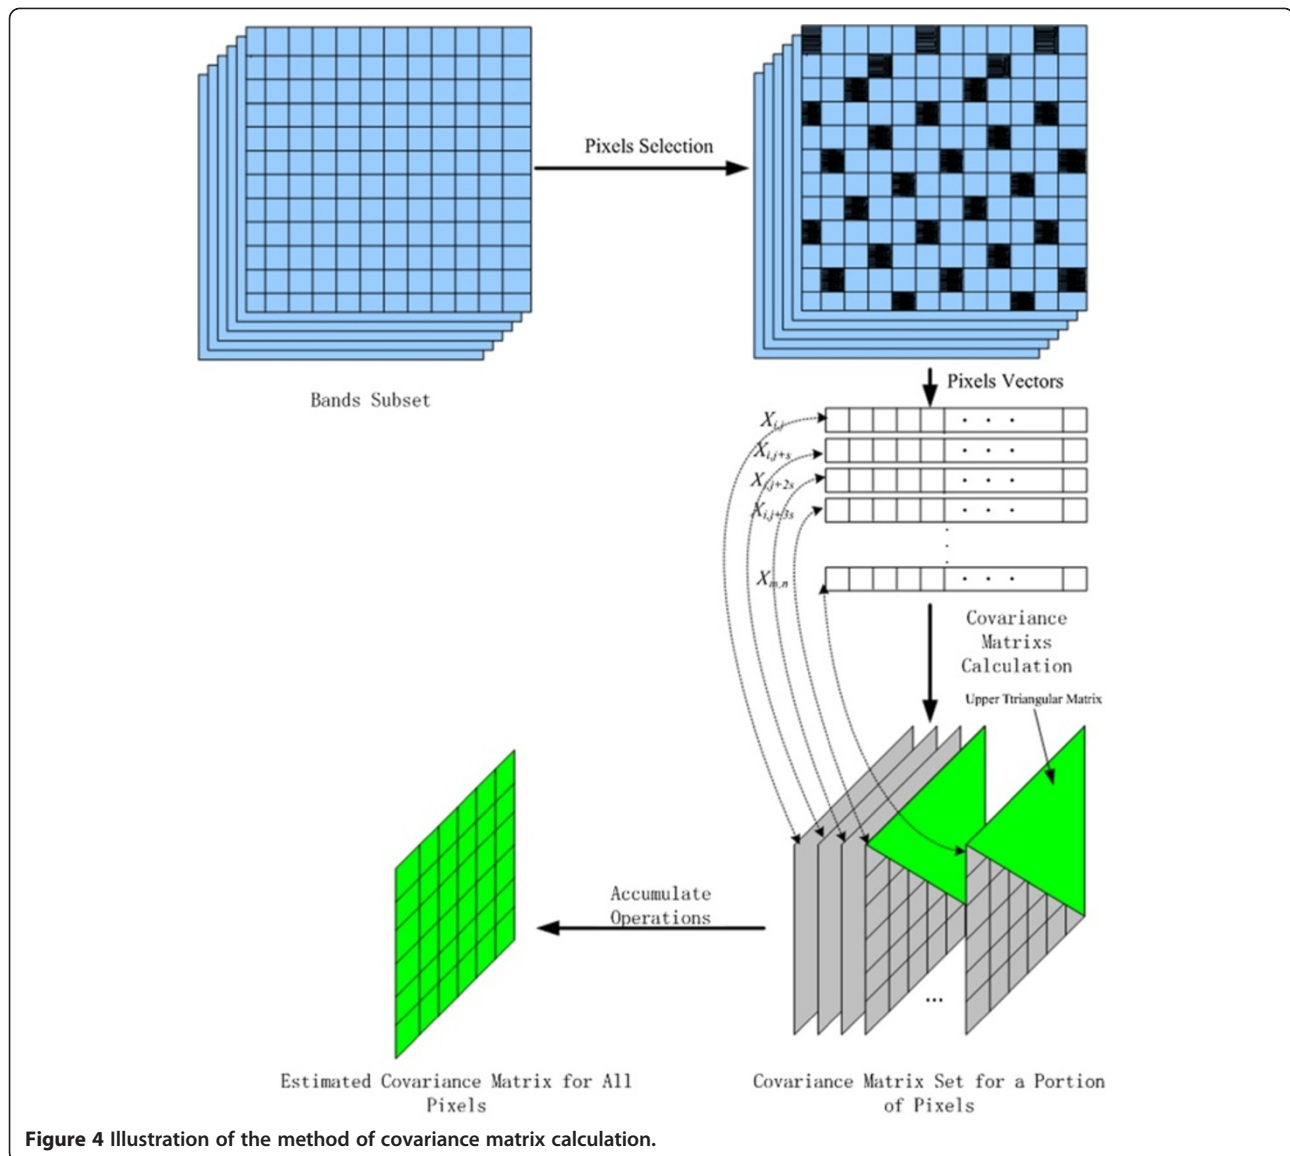 Pixels Selection
Bands Subset
Pixels Vectors
X_{i,j}
X_{i,j+s}
X_{i,j+2s}
X_{i,j+3s}
X_{m,n}
Covariance
Matrixs
Calculation
Upper Ttriangular Matrix
Accumulate
Operations
...
Estimated Covariance Matrix for All
Pixels
Covariance Matrix Set for a Portion
of Pixels
Figure 4 Illustration of the method of covariance matrix calculation.